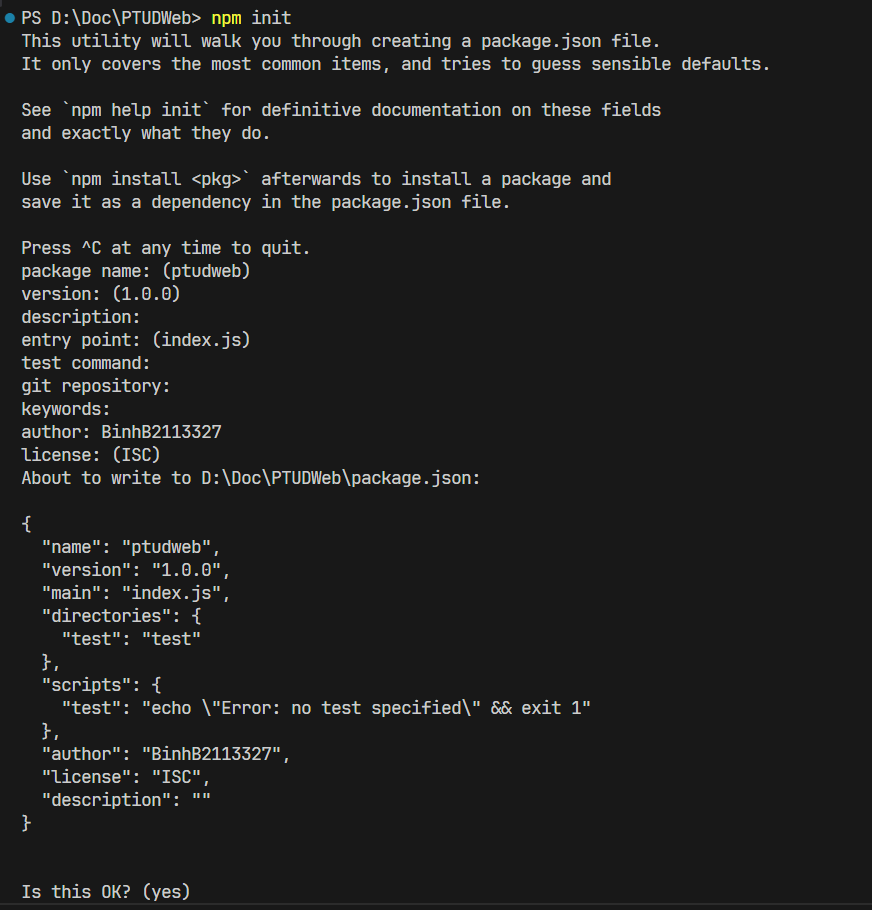 PS D:\Doc\PTUDWeb> npm init
This utility will walk you through creating a package.json file.
It only covers the most common items, and tries to guess sensible defaults.

See `npm help init` for definitive documentation on these fields
and exactly what they do.

Use `npm install <pkg>` afterwards to install a package and
save it as a dependency in the package.json file.

Press ^C at any time to quit.
package name: (ptudweb)
version: (1.0.0)
description:
entry point: (index.js)
test command:
git repository:
keywords:
author: BinhB2113327
license: (ISC)
About to write to D:\Doc\PTUDWeb\package.json:

{
  "name": "ptudweb",
  "version": "1.0.0",
  "main": "index.js",
  "directories": {
    "test": "test"
  },
  "scripts": {
    "test": "echo \"Error: no test specified\" && exit 1"
  },
  "author": "BinhB2113327",
  "license": "ISC",
  "description": ""
}

Is this OK? (yes)